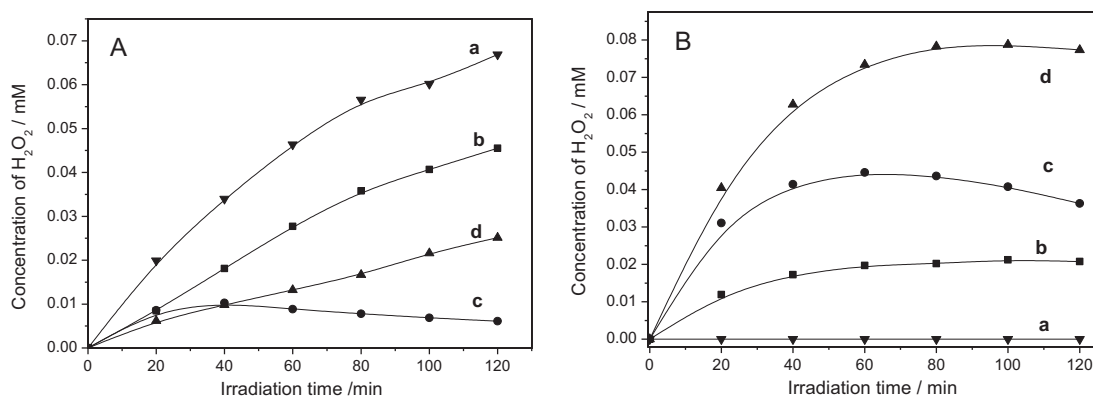 A
a
b
d
c
0.07
0.06
0.05
0.04
0.03
0.02
0.01
0.00
0 20 40 60 80 100 120
Concentration of H₂O₂ / mM
Irradiation time /min
B
d
c
b
a
0.08
0.07
0.06
0.05
0.04
0.03
0.02
0.01
0.00
0 20 40 60 80 100 120
Concentration of H₂O₂ / mM
Irradiation time / min